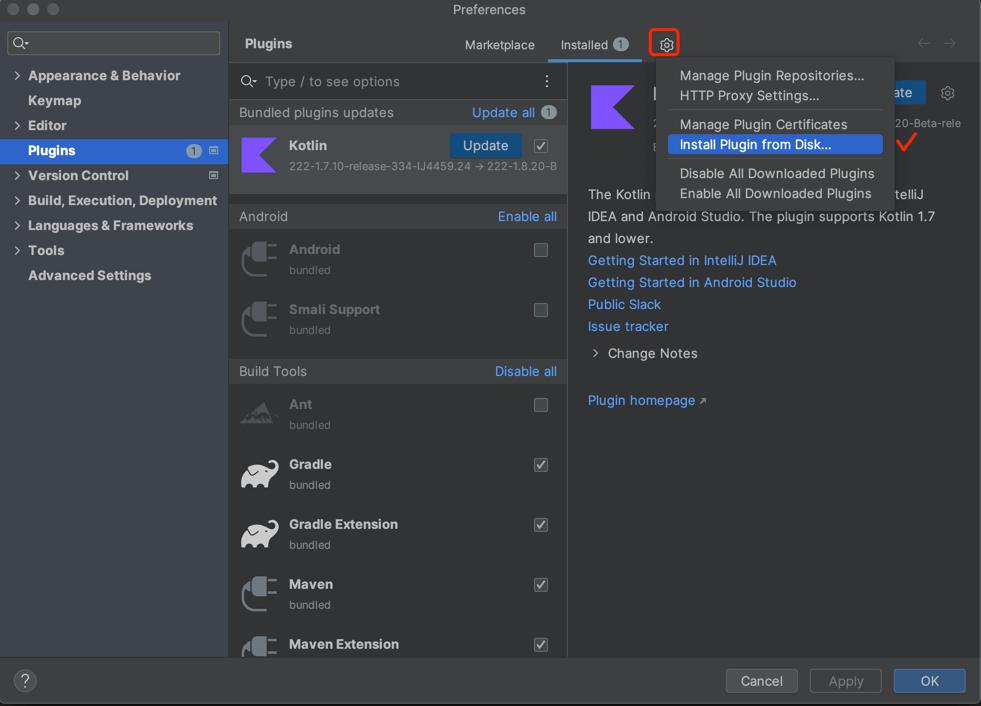 Preferences
Plugins
Marketplace
Installed 1
Appearance & Behavior
Keymap
Editor
Plugins 1
Version Control
Build, Execution, Deployment
Languages & Frameworks
Tools
Advanced Settings
Type / to see options
Bundled plugins updates Update all 1
Kotlin Update
222-1.7.10-release-334-IJ4459.24 → 222-1.8.20-B
Android Enable all
Android
bundled
Smali Support
bundled
Build Tools Disable all
Ant
bundled
Gradle
bundled
Gradle Extension
bundled
Maven
bundled
Maven Extension
Manage Plugin Repositories...
HTTP Proxy Settings...
Manage Plugin Certificates
Install Plugin from Disk...
Disable All Downloaded Plugins
Enable All Downloaded Plugins
ate
20-Beta-rele
The Kotlin telliJ
IDEA and Android Studio. The plugin supports Kotlin 1.7
and lower.
Getting Started in IntelliJ IDEA
Getting Started in Android Studio
Public Slack
Issue tracker
Change Notes
Plugin homepage ↗
?
Cancel
Apply
OK